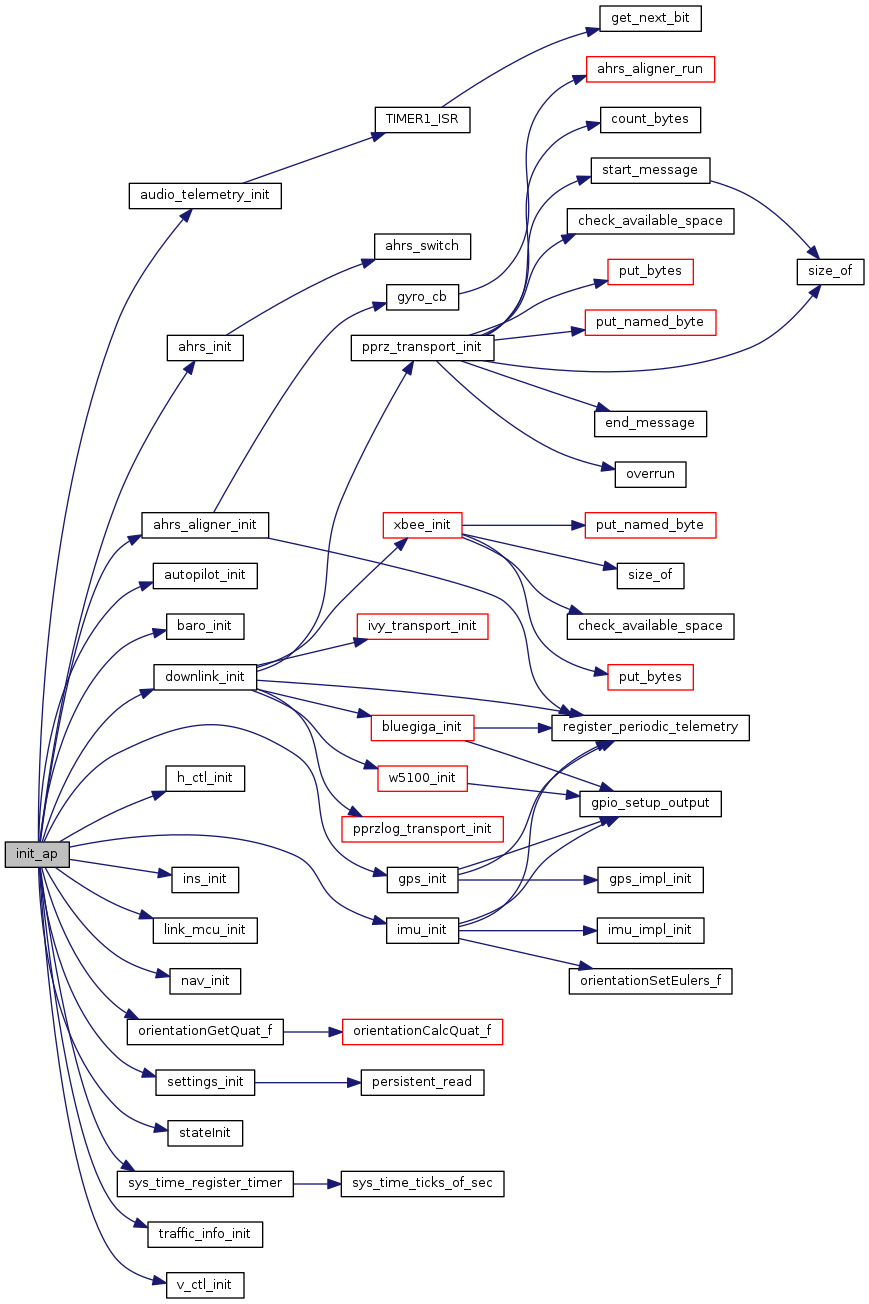 get_next_bit
ahrs_aligner_run
TIMER1_ISR
count_bytes
start_message
audio_telemetry_init
check_available_space
ahrs_switch
put_bytes
size_of
gyro_cb
put_named_byte
ahrs_init
pprz_transport_init
end_message
overrun
ahrs_aligner_init
xbee_init
put_named_byte
autopilot_init
size_of
baro_init
ivy_transport_init
check_available_space
downlink_init
put_bytes
bluegiga_init
register_periodic_telemetry
h_ctl_init
w5100_init
gpio_setup_output
pprzlog_transport_init
init_ap
ins_init
gps_init
gps_impl_init
link_mcu_init
imu_init
imu_impl_init
nav_init
orientationSetEulers_f
orientationGetQuat_f
orientationCalcQuat_f
settings_init
persistent_read
stateInit
sys_time_register_timer
sys_time_ticks_of_sec
traffic_info_init
v_ctl_init